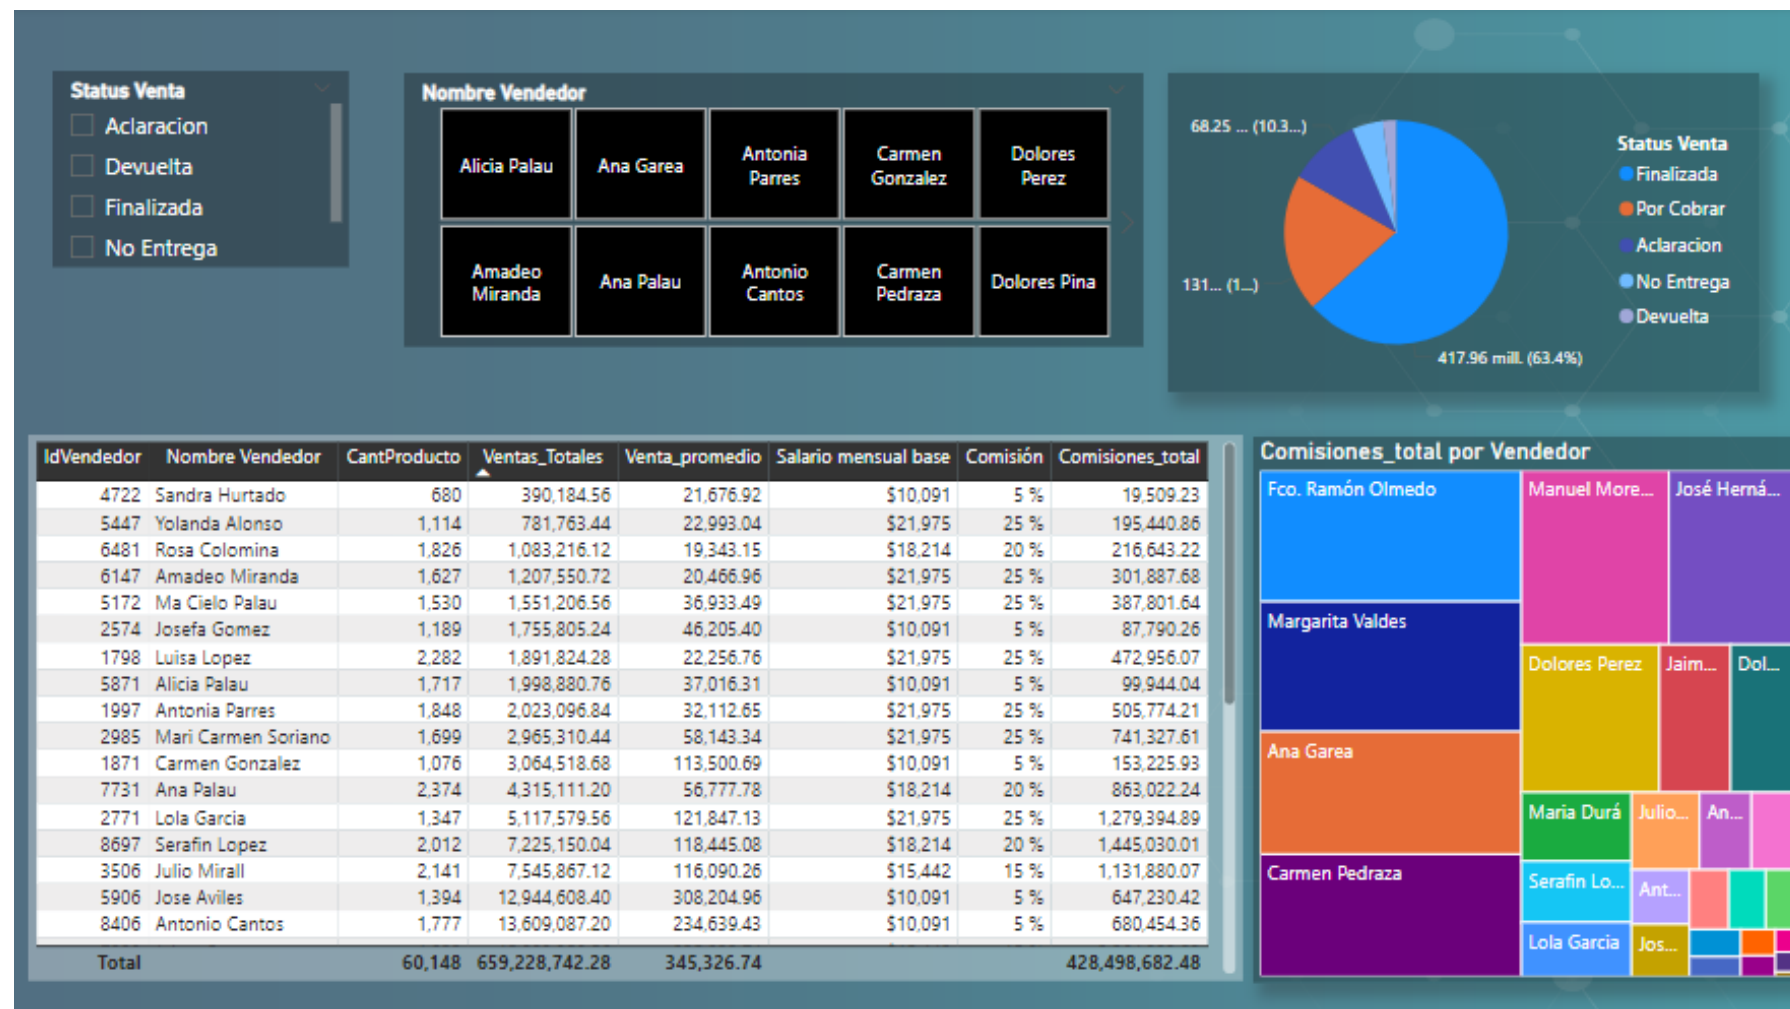 Status Venta
Aclaracion
Devuelta
Finalizada
No Entrega
Nombre Vendedor
Alicia Palau
Ana Garea
Antonia
Parres
Carmen
Gonzalez
Dolores
Perez
Amadeo
Miranda
Ana Palau
Antonio
Cantos
Carmen
Pedraza
Dolores Pina
68.25 ... (10.3...)
131... (1...)
417.96 mill. (63.4%)
Status Venta
Finalizada
Por Cobrar
Aclaracion
No Entrega
Devuelta
IdVendedor Nombre Vendedor CantProducto Ventas_Totales Venta_promedio Salario mensual base Comisión Comisiones_total
4722 Sandra Hurtado 680 390,184.56 21,676.92 $10,091 5 % 19,509.23
5447 Yolanda Alonso 1,114 781,763.44 22,993.04 $21,975 25 % 195,440.86
6481 Rosa Colomina 1,826 1,083,216.12 19,343.15 $18,214 20 % 216,643.22
6147 Amadeo Miranda 1,627 1,207,550.72 20,466.96 $21,975 25 % 301,887.68
5172 Ma Cielo Palau 1,530 1,551,206.56 36,933.49 $21,975 25 % 387,801.64
2574 Josefa Gomez 1,189 1,755,805.24 46,205.40 $10,091 5 % 87,790.26
1798 Luisa Lopez 2,282 1,891,824.28 22,256.76 $21,975 25 % 472,956.07
5871 Alicia Palau 1,717 1,998,880.76 37,016.31 $10,091 5 % 99,944.04
1997 Antonia Parres 1,848 2,023,096.84 32,112.65 $21,975 25 % 505,774.21
2985 Mari Carmen Soriano 1,699 2,965,310.44 58,143.34 $21,975 25 % 741,327.61
1871 Carmen Gonzalez 1,076 3,064,518.68 113,500.69 $10,091 5 % 153,225.93
7731 Ana Palau 2,374 4,315,111.20 56,777.78 $18,214 20 % 863,022.24
2771 Lola Garcia 1,347 5,117,579.56 121,847.13 $21,975 25 % 1,279,394.89
8697 Serafin Lopez 2,012 7,225,150.04 118,445.08 $18,214 20 % 1,445,030.01
3506 Julio Mirall 2,141 7,545,867.12 116,090.26 $15,442 15 % 1,131,880.07
5906 Jose Aviles 1,394 12,944,608.40 308,204.96 $10,091 5 % 647,230.42
8406 Antonio Cantos 1,777 13,609,087.20 234,639.43 $10,091 5 % 680,454.36
Total 60,148 659,228,742.28 345,326.74 428,498,682.48
Comisiones_total por Vendedor
Fco. Ramón Olmedo
Manuel More...
José Herná...
Margarita Valdes
Dolores Perez
Jaim...
Dol...
Ana Garea
Maria Durá
Julio...
An...
Carmen Pedraza
Serafin Lo...
Ant...
Lola Garcia
Jos...